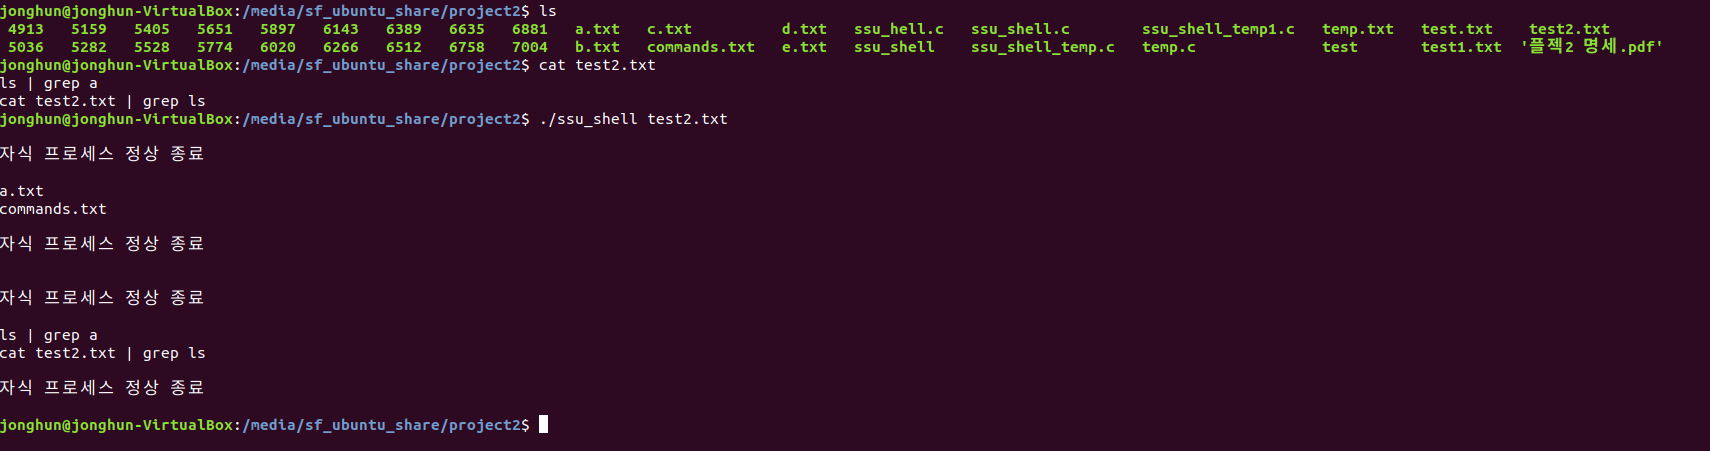 jonghun@jonghun-VirtualBox:/media/sf_ubuntu_share/project2$ ls
4913 5159 5405 5651 5897 6143 6389 6635 6881 a.txt c.txt d.txt ssu_hell.c ssu_shell.c ssu_shell_temp1.c temp.txt test.txt test2.txt
5036 5282 5528 5774 6020 6266 6512 6758 7004 b.txt commands.txt e.txt ssu_shell ssu_shell_temp.c temp.c test test1.txt '플젝2 명세.pdf'
jonghun@jonghun-VirtualBox:/media/sf_ubuntu_share/project2$ cat test2.txt
ls | grep a
cat test2.txt | grep ls
jonghun@jonghun-VirtualBox:/media/sf_ubuntu_share/project2$ ./ssu_shell test2.txt
자식 프로세스 정상 종료
a.txt
commands.txt
자식 프로세스 정상 종료
자식 프로세스 정상 종료
ls | grep a
cat test2.txt | grep ls
자식 프로세스 정상 종료
jonghun@jonghun-VirtualBox:/media/sf_ubuntu_share/project2$